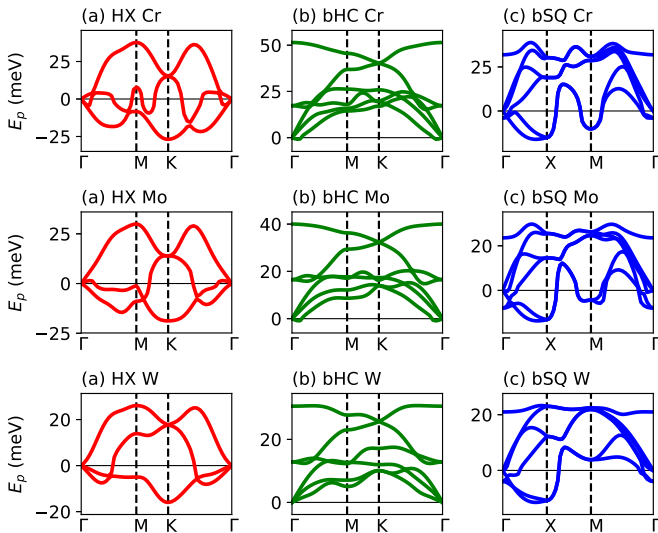 (a) HX Cr
(b) bHC Cr
(c) bSQ Cr
E_p (meV)
25
0
−25
50
25
0
25
0
Γ M K Γ
Γ M K Γ
Γ X M Γ
(a) HX Mo
(b) bHC Mo
(c) bSQ Mo
E_p (meV)
25
0
−25
40
20
0
20
0
Γ M K Γ
Γ M K Γ
Γ X M Γ
(a) HX W
(b) bHC W
(c) bSQ W
E_p (meV)
20
0
−20
20
0
20
0
Γ M K Γ
Γ M K Γ
Γ X M Γ